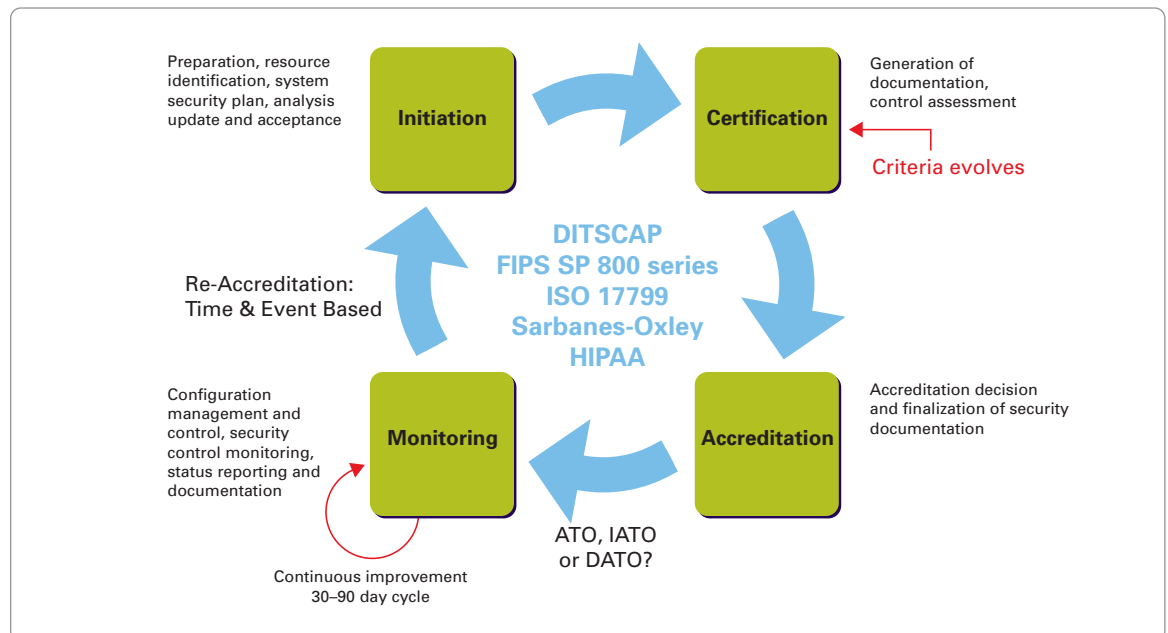 Preparation, resource
identification, system
security plan, analysis
update and acceptance
Initiation
Certification
Generation of
documentation,
control assessment
Criteria evolves
DITSCAP
FIPS SP 800 series
ISO 17799
Sarbanes-Oxley
HIPAA
Re-Accreditation:
Time & Event Based
Configuration
management and
control, security
control monitoring,
status reporting and
documentation
Monitoring
Accreditation
Accreditation decision
and finalization of security
documentation
ATO, IATO
or DATO?
Continuous improvement
30–90 day cycle